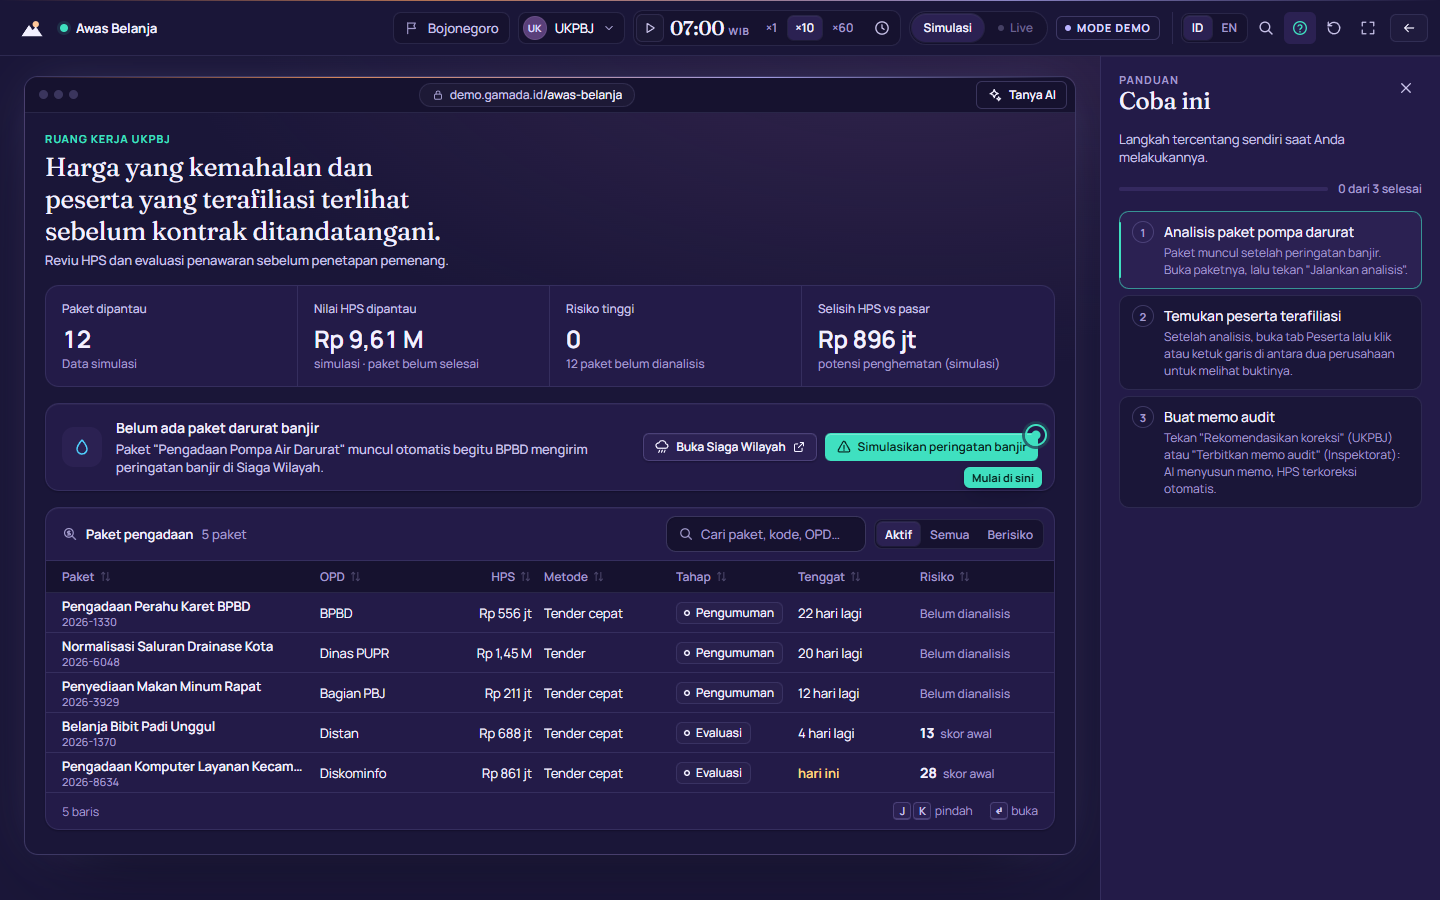 Awas Belanja
Bojonegoro
UK UKPBJ
07:00 WIB
×1 ×10 ×60
Simulasi Live
MODE DEMO
ID EN
demo.gamada.id/awas-belanja
Tanya AI
RUANG KERJA UKPBJ
Harga yang kemahalan dan
peserta yang terafiliasi terlihat
sebelum kontrak ditandatangani.
Reviu HPS dan evaluasi penawaran sebelum penetapan pemenang.
Paket dipantau
12
Data simulasi
Nilai HPS dipantau
Rp 9,61 M
simulasi · paket belum selesai
Risiko tinggi
0
12 paket belum dianalisis
Selisih HPS vs pasar
Rp 896 jt
potensi penghematan (simulasi)
Belum ada paket darurat banjir
Paket "Pengadaan Pompa Air Darurat" muncul otomatis begitu BPBD mengirim
peringatan banjir di Siaga Wilayah.
Buka Siaga Wilayah
Simulasikan peringatan banjir
Mulai di sini
Paket pengadaan 5 paket
Cari paket, kode, OPD...
Aktif Semua Berisiko
Paket OPD HPS Metode Tahap Tenggat Risiko
Pengadaan Perahu Karet BPBD
2026-1330
BPBD Rp 556 jt Tender cepat Pengumuman 22 hari lagi Belum dianalisis
Normalisasi Saluran Drainase Kota
2026-6048
Dinas PUPR Rp 1,45 M Tender Pengumuman 20 hari lagi Belum dianalisis
Penyediaan Makan Minum Rapat
2026-3929
Bagian PBJ Rp 211 jt Tender cepat Pengumuman 12 hari lagi Belum dianalisis
Belanja Bibit Padi Unggul
2026-1370
Distan Rp 688 jt Tender cepat Evaluasi 4 hari lagi 13 skor awal
Pengadaan Komputer Layanan Kecam...
2026-8634
Diskominfo Rp 861 jt Tender cepat Evaluasi hari ini 28 skor awal
5 baris
J K pindah buka
PANDUAN
Coba ini
Langkah tercentang sendiri saat Anda
melakukannya.
0 dari 3 selesai
1 Analisis paket pompa darurat
Paket muncul setelah peringatan banjir.
Buka paketnya, lalu tekan "Jalankan analisis".
2 Temukan peserta terafiliasi
Setelah analisis, buka tab Peserta lalu klik
atau ketuk garis di antara dua perusahaan
untuk melihat buktinya.
3 Buat memo audit
Tekan "Rekomendasikan koreksi" (UKPBJ)
atau "Terbitkan memo audit" (Inspektorat):
AI menyusun memo, HPS terkoreksi
otomatis.